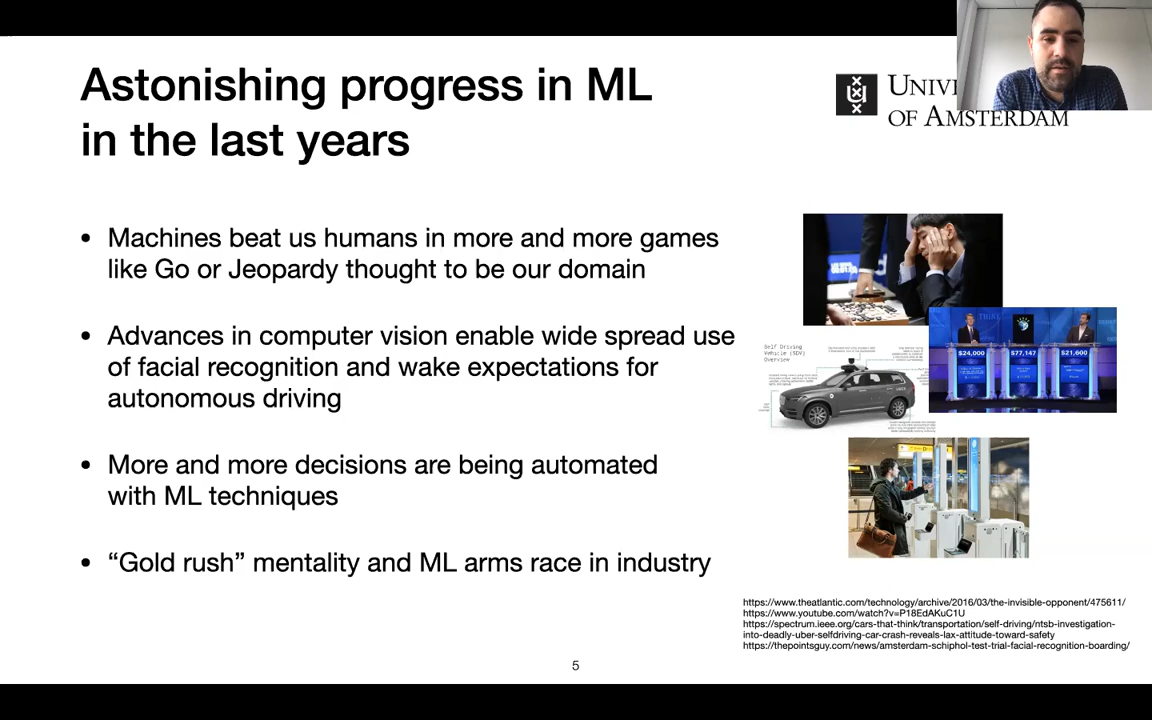 Astonishing progress in ML
in the last years
UNIVE
OF AMSTERDAM
• Machines beat us humans in more and more games
like Go or Jeopardy thought to be our domain
• Advances in computer vision enable wide spread use
of facial recognition and wake expectations for
autonomous driving
• More and more decisions are being automated
with ML techniques
• “Gold rush” mentality and ML arms race in industry
Self Driving
Vehicle (SDV)
Overview
$24,000
$77,147
$21,600
https://www.theatlantic.com/technology/archive/2016/03/the-invisible-opponent/475611/
https://www.youtube.com/watch?v=P18EdAKuC1U
https://spectrum.ieee.org/cars-that-think/transportation/self-driving/ntsb-investigation-
into-deadly-uber-selfdriving-car-crash-reveals-lax-attitude-toward-safety
https://thepointsguy.com/news/amsterdam-schiphol-test-trial-facial-recognition-boarding/
5